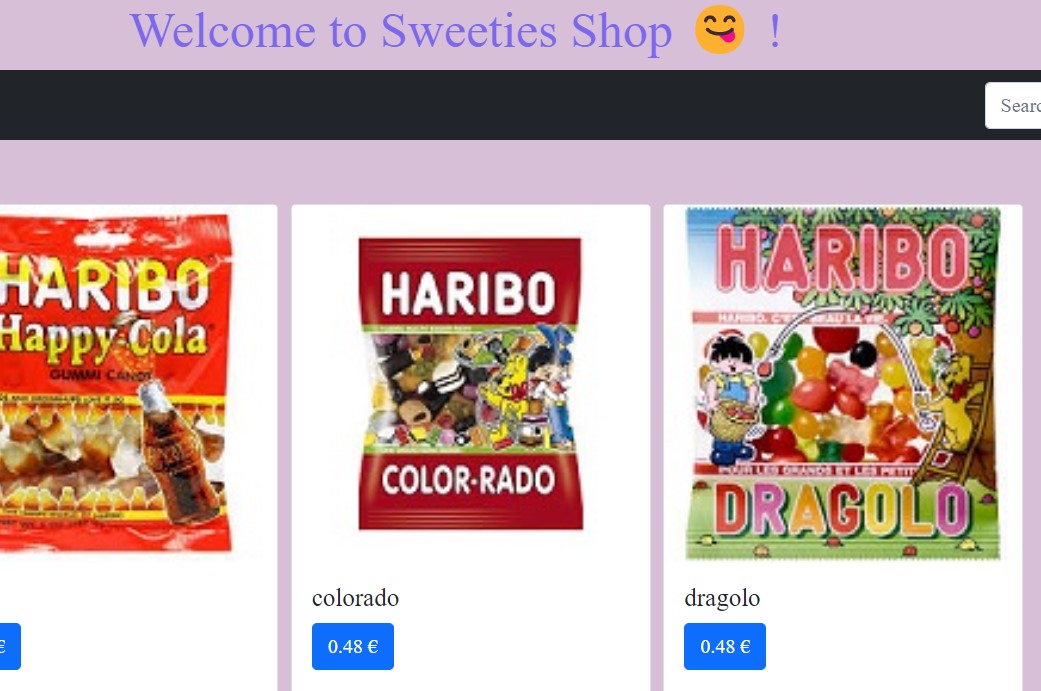 Welcome to Sweeties Shop 😋 !
Searc
HARIBO
Happy-Cola
GUMMI CANDY
HARIBO
COLOR-RADO
HARIBO
HARIBO, C'EST BEAU LA VIE
POUR LES GRANDS ET LES PETIT
DRAGOLO
colorado
dragolo
€
0.48 €
0.48 €